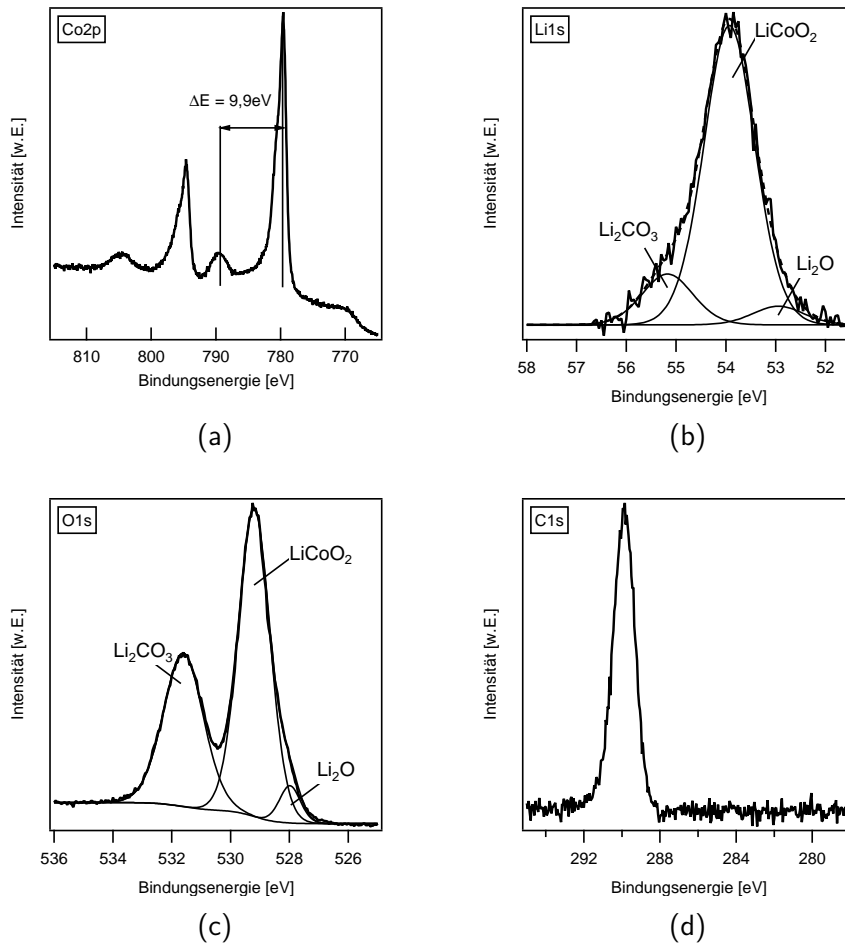 Co2p
ΔE = 9,9eV
Intensität [w.E.]
810 800 790 780 770
Bindungsenergie [eV]
(a)
Li1s
LiCoO₂
Li₂CO₃
Li₂O
Intensität [w.E.]
58 57 56 55 54 53 52
Bindungsenergie [eV]
(b)
O1s
LiCoO₂
Li₂CO₃
Li₂O
Intensität [w.E.]
536 534 532 530 528 526
Bindungsenergie [eV]
(c)
C1s
Intensität [w.E.]
292 288 284 280
Bindungsenergie [eV]
(d)